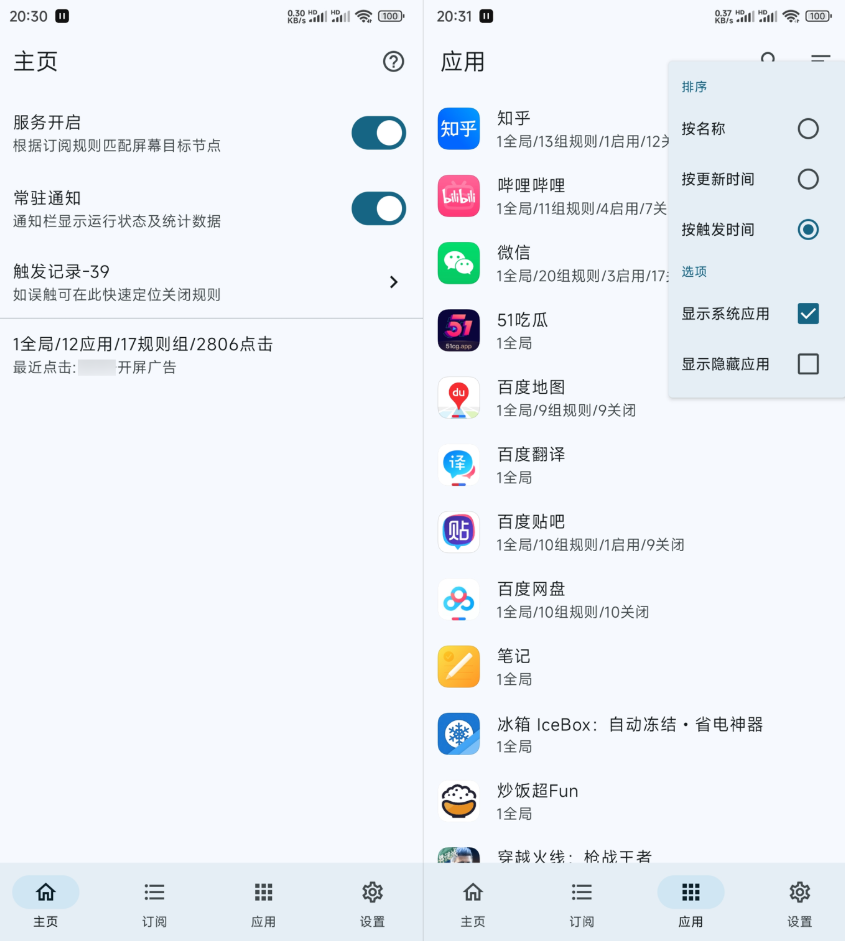 20:30
0.30 KB/s HD HD 100
主页
服务开启
根据订阅规则匹配屏幕目标节点
常驻通知
通知栏显示运行状态及统计数据
触发记录-39
如误触可在此快速定位关闭规则
1全局/12应用/17规则组/2806点击
最近点击: 开屏广告
主页
订阅
应用
设置
20:31
0.37 KB/s HD HD 100
应用
排序
按名称
按更新时间
按触发时间
选项
显示系统应用
显示隐藏应用
知乎
知乎
1全局/13组规则/1启用/12关
bilibili
哔哩哔哩
1全局/11组规则/4启用/7关
微信
1全局/20组规则/3启用/17
51
51cg.app
51吃瓜
1全局
du
百度地图
1全局/9组规则/9关闭
译
百度翻译
1全局
贴
百度贴吧
1全局/10组规则/1启用/9关闭
百度网盘
1全局/10组规则/10关闭
笔记
1全局
冰箱 IceBox：自动冻结·省电神器
1全局
炒饭超Fun
1全局
穿越火线：枪战王者
主页
订阅
应用
设置